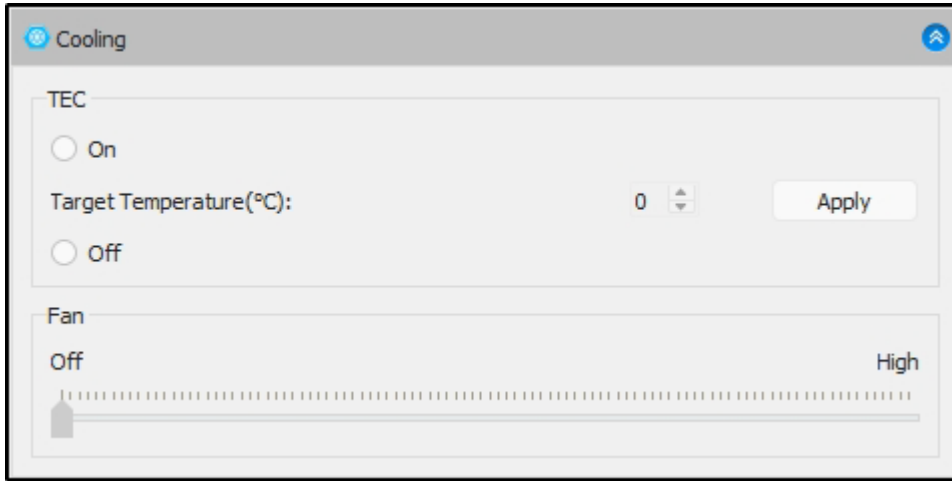 Cooling
TEC
On
Target Temperature(°C): 0 Apply
Off
Fan
Off High